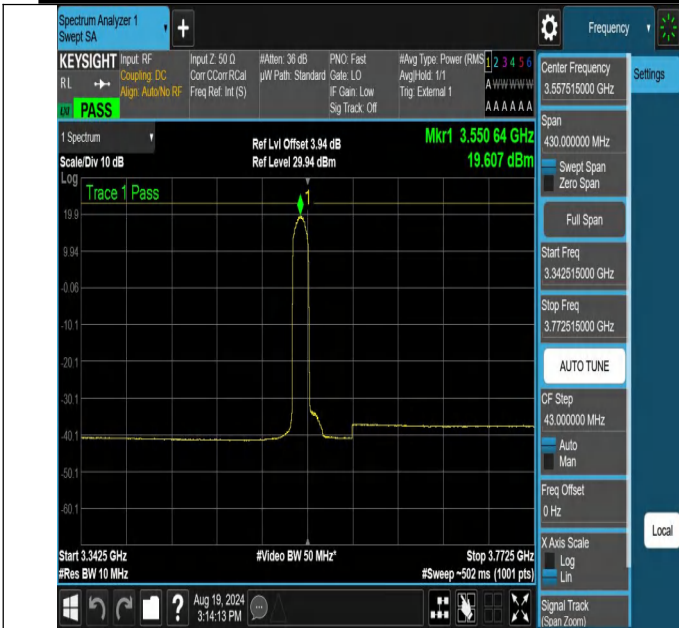 Spectrum Analyzer 1
Swept SA
+
Frequency
KEYSIGHT
RL
PASS
Input: RF
Coupling: DC
Align: Auto/No RF
Input Z: 50 Ω
Corr CCorr RCal
Freq Ref: Int (S)
#Atten: 36 dB
µW Path: Standard
PNO: Fast
Gate: LO
IF Gain: Low
Sig Track: Off
#Avg Type: Power (RMS
Avg|Hold: 1/1
Trig: External 1
1 2 3 4 5 6
A W W W W W
A A A A A A
1 Spectrum
Scale/Div 10 dB
Log
Ref Lvl Offset 3.94 dB
Ref Level 29.94 dBm
Mkr1 3.550 64 GHz
19.607 dBm
Trace 1 Pass
1
19.9
9.94
-0.06
-10.1
-20.1
-30.1
-40.1
-50.1
-60.1
Start 3.3425 GHz
#Res BW 10 MHz
#Video BW 50 MHz*
Stop 3.7725 GHz
#Sweep ~502 ms (1001 pts)
?
Aug 19, 2024
3:14:13 PM
Center Frequency
3.557515000 GHz
Span
430.000000 MHz
Swept Span
Zero Span
Full Span
Start Freq
3.342515000 GHz
Stop Freq
3.772515000 GHz
AUTO TUNE
CF Step
43.000000 MHz
Auto
Man
Freq Offset
0 Hz
X Axis Scale
Log
Lin
Signal Track
(Span Zoom)
Settings
Local